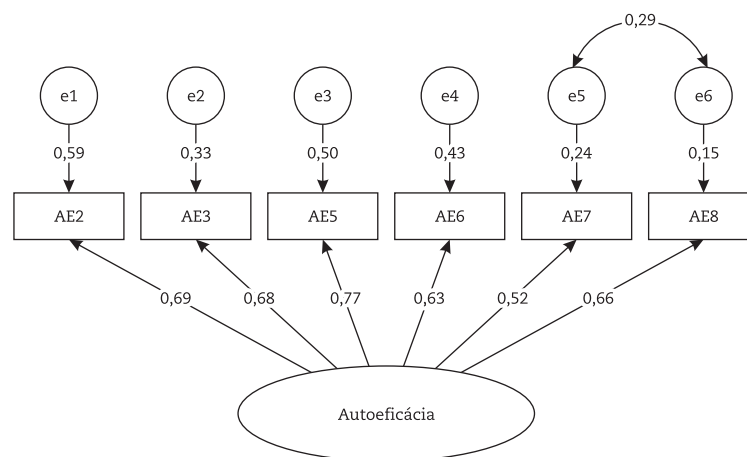 0,29
e1 e2 e3 e4 e5 e6
0,59 0,33 0,50 0,43 0,24 0,15
AE2 AE3 AE5 AE6 AE7 AE8
0,69 0,68 0,77 0,63 0,52 0,66
Autoeficácia